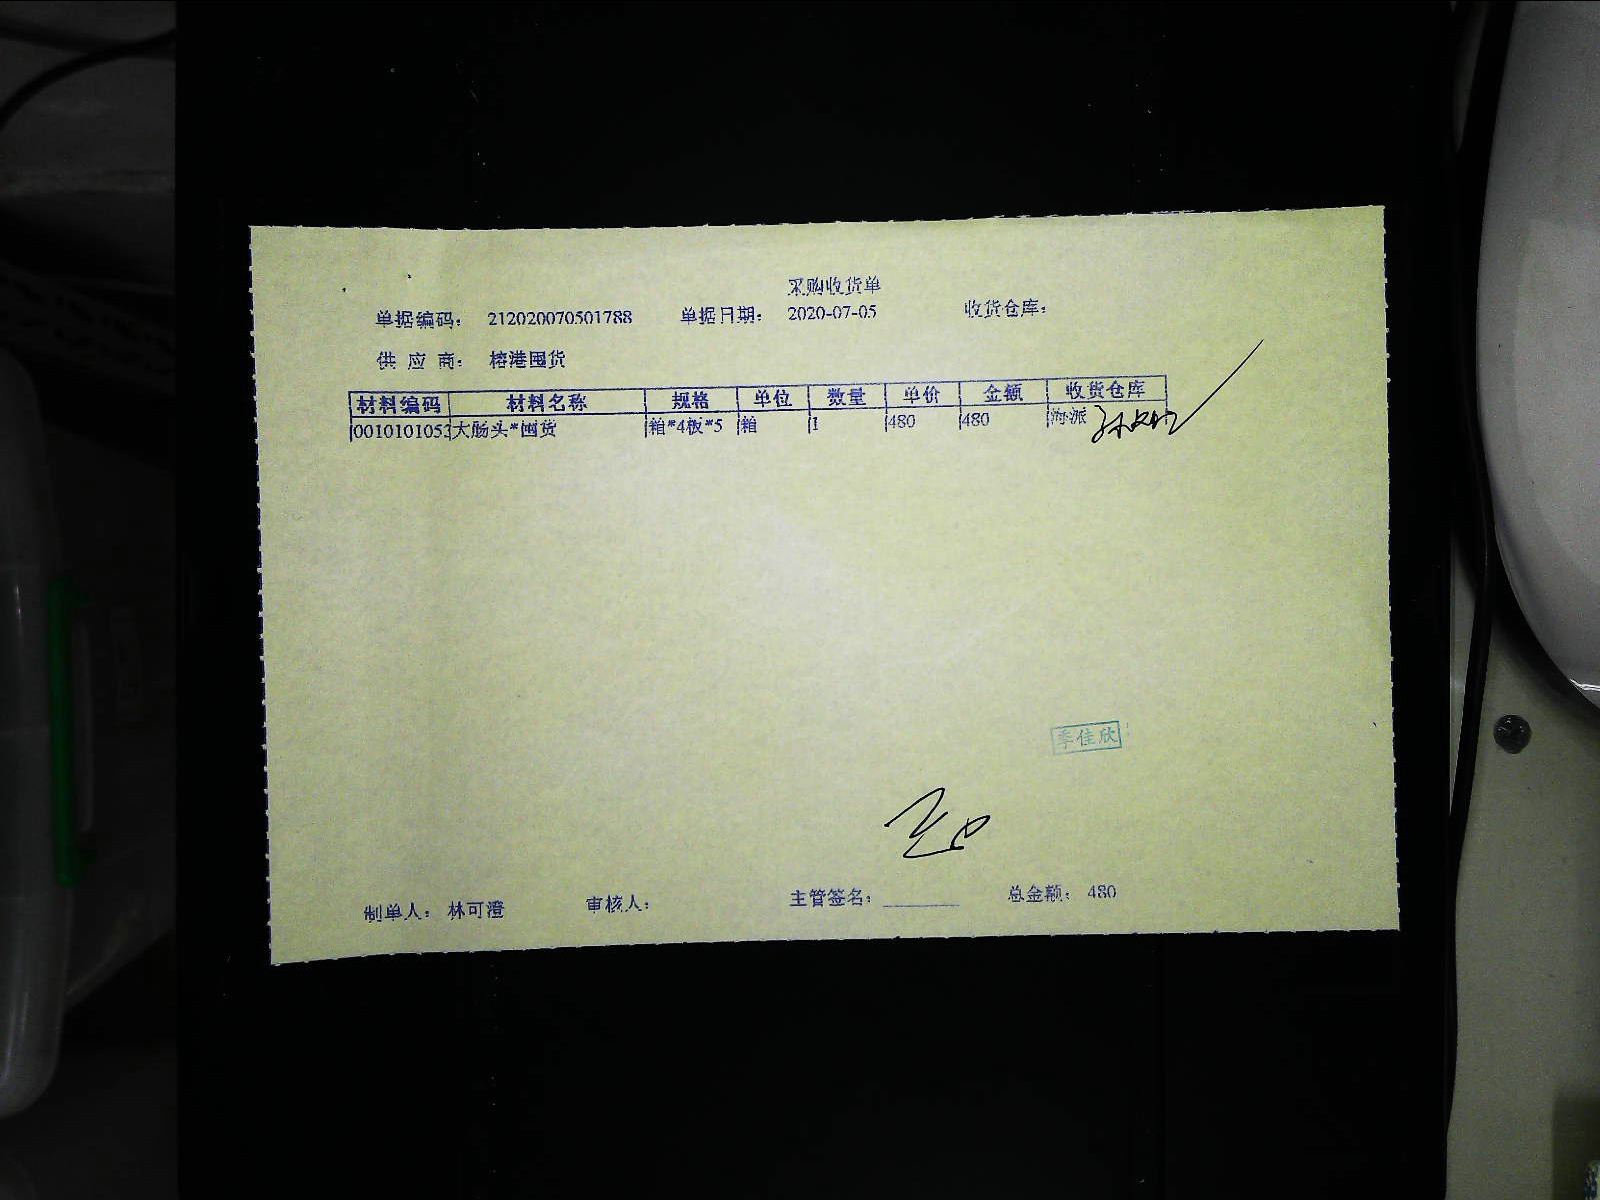 采购收货单
单据编码： 212020070501788 单据日期： 2020-07-05 收货仓库：
供 应 商： 榕港囤货
材料编码 材料名称 规格 单位 数量 单价 金额 收货仓库
0010101053 大肠头*囤货 箱*4板*5 箱 1 480 480 海派
季佳欣
制单人： 林可澄 审核人： 主管签名： 总金额： 480